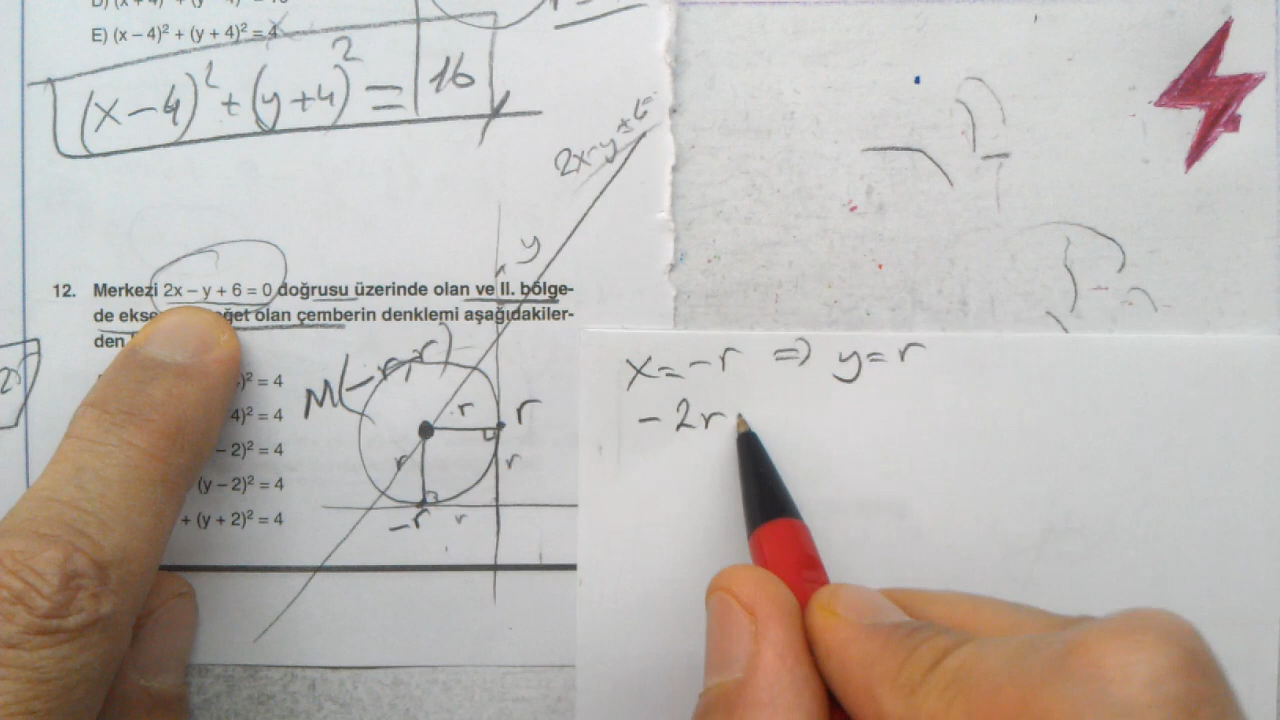 E) (x – 4)² + (y + 4)² = 4
(x – 4)² + (y + 4)² = 16
2x-y+6
y
12. Merkezi 2x – y + 6 = 0 doğrusu üzerinde olan ve II. bölge-
de ekse olan çemberin denklemi aşağıdakiler-
den
)² = 4
4)² = 4
– 2)² = 4
(y – 2)² = 4
+ (y + 2)² = 4
M(-r,r)
r
r
r
r
-r
r
x=-r ⇒ y=r
-2r